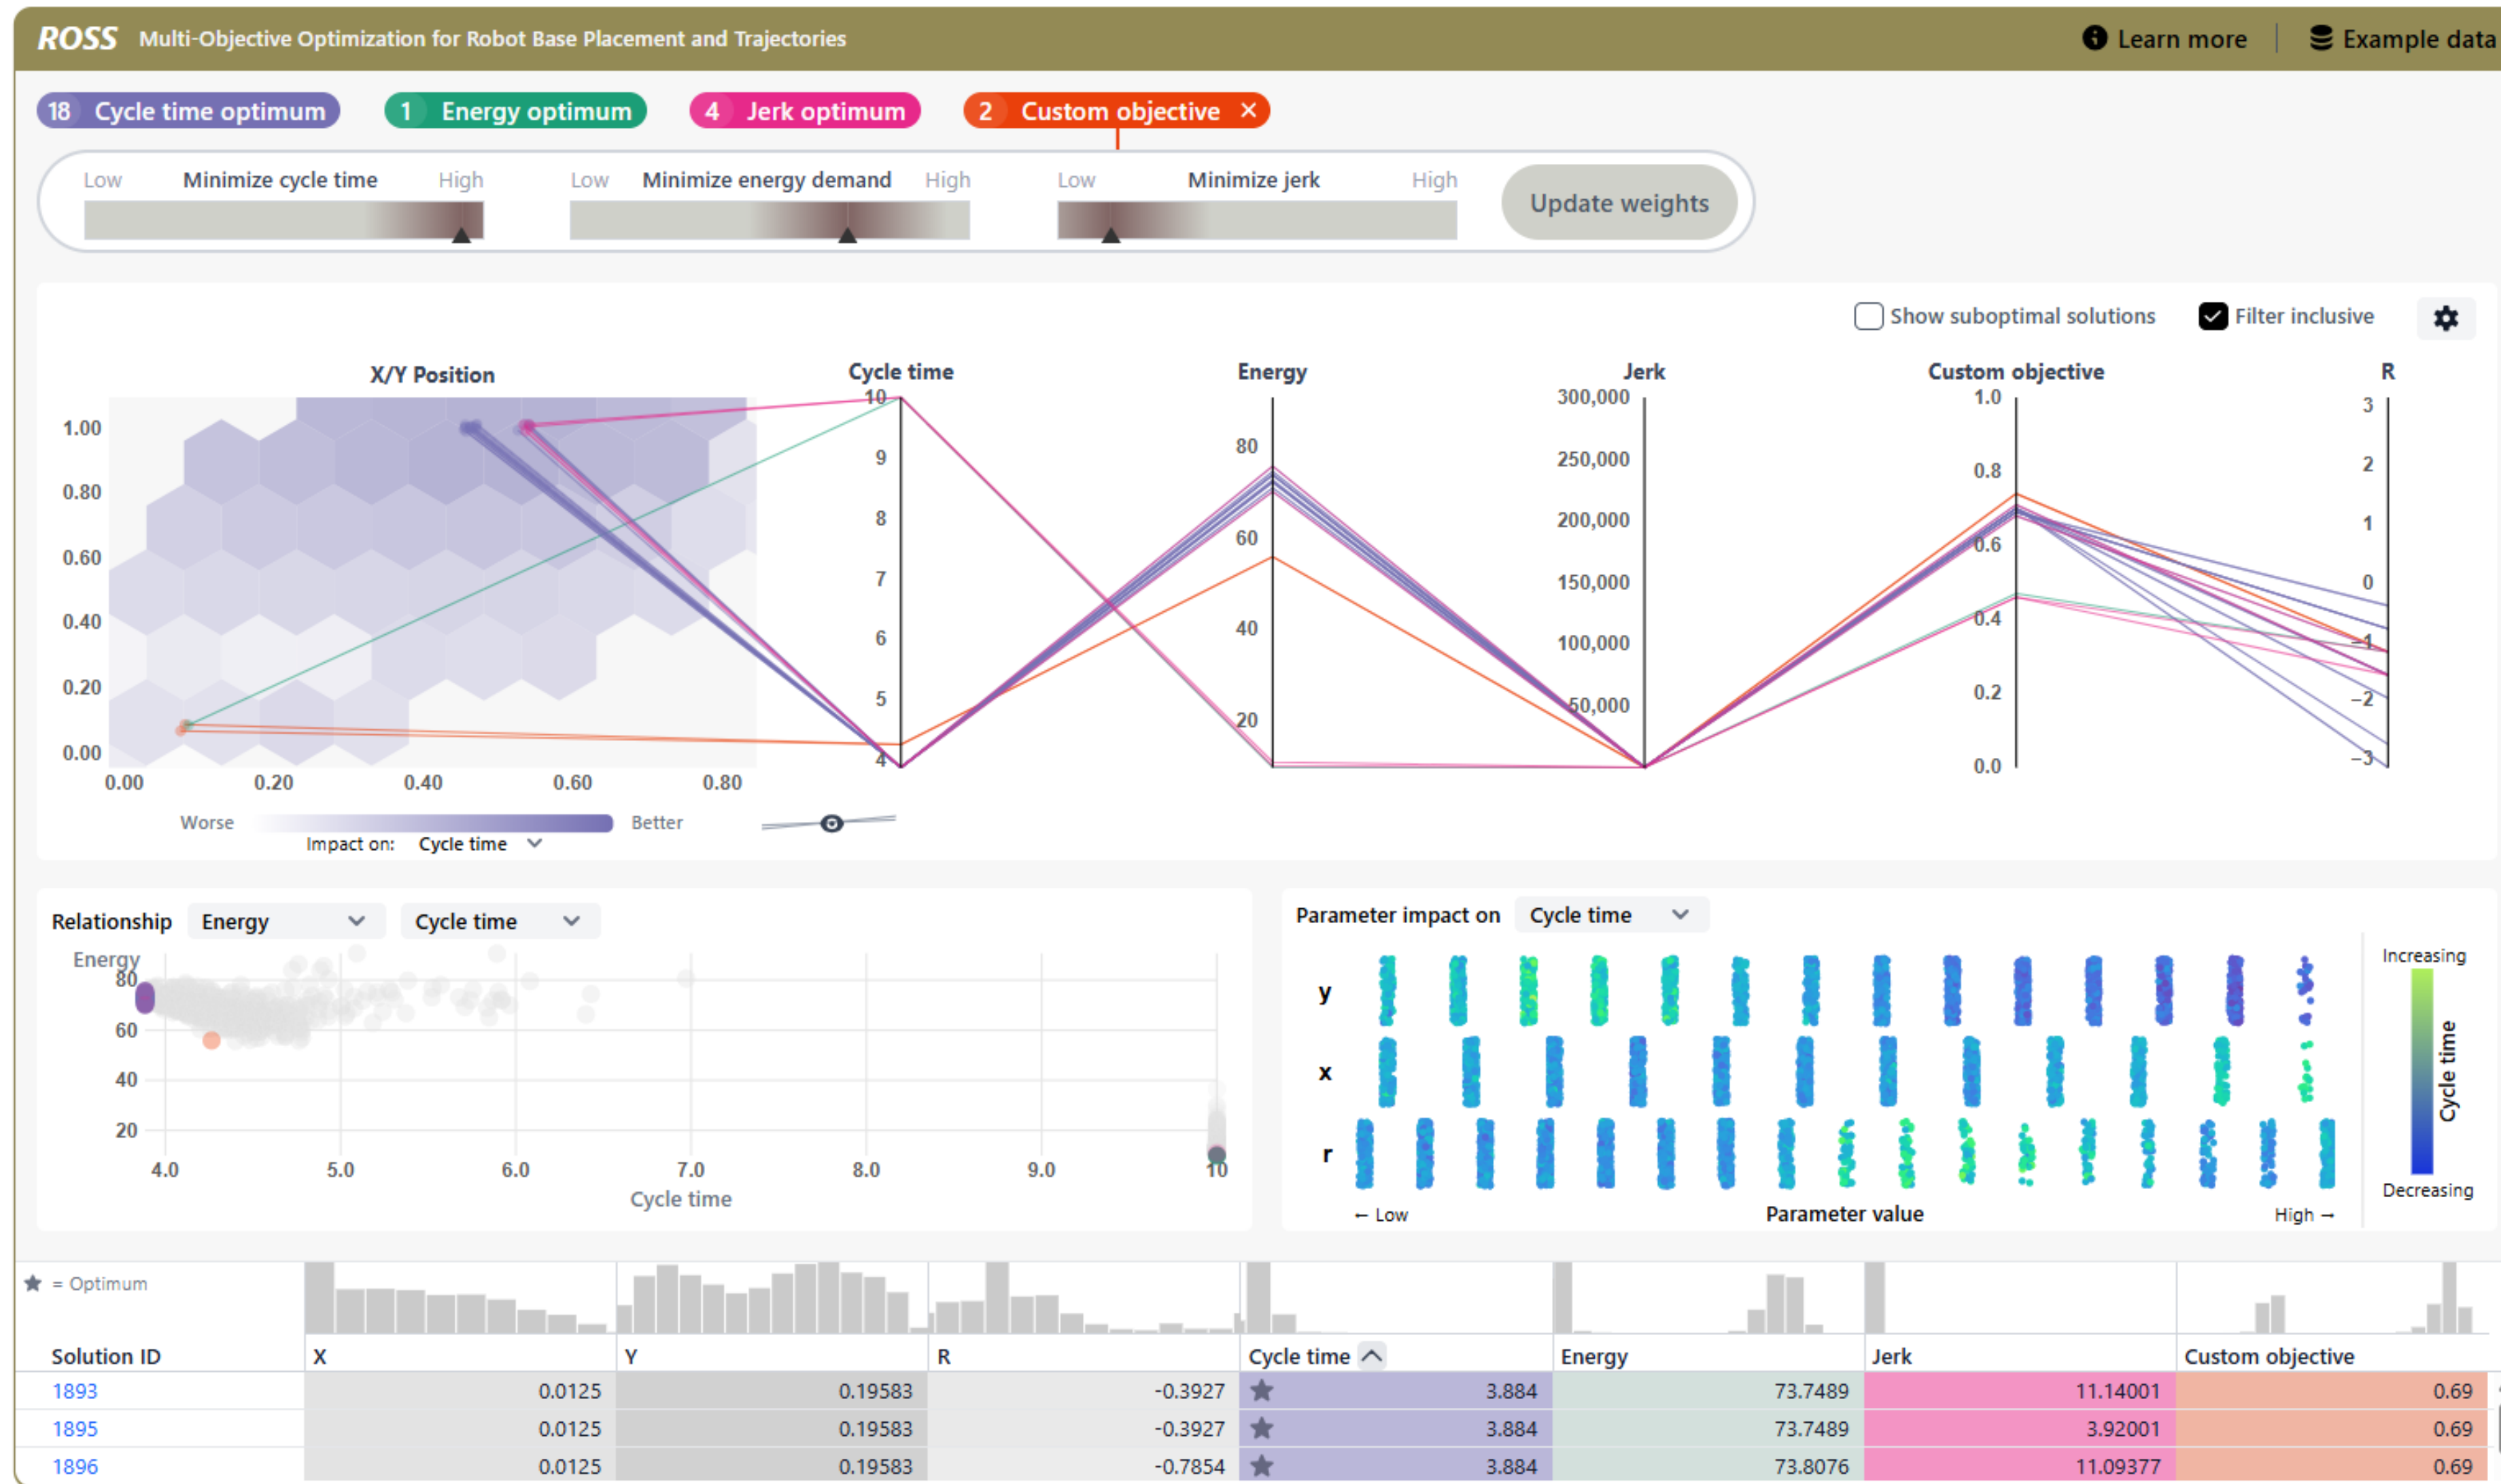 ROSS Multi-Objective Optimization for Robot Base Placement and Trajectories Learn more Example data
18 Cycle time optimum 1 Energy optimum 4 Jerk optimum 2 Custom objective ×
Low Minimize cycle time High Low Minimize energy demand High Low Minimize jerk High Update weights
Show suboptimal solutions Filter inclusive
X/Y Position Cycle time Energy Jerk Custom objective R
1.00
0.80
0.60
0.40
0.20
0.00
0.00 0.20 0.40 0.60 0.80
10
9
8
7
6
5
4
80
60
40
20
300,000
250,000
200,000
150,000
100,000
50,000
1.0
0.8
0.6
0.4
0.2
0.0
3
2
1
0
−1
−2
−3
Worse Better
Impact on: Cycle time
Relationship Energy Cycle time
Energy
80
60
40
20
4.0 5.0 6.0 7.0 8.0 9.0 10
Cycle time
Parameter impact on Cycle time
y
x
r
← Low Parameter value High →
Increasing
Cycle time
Decreasing
★ = Optimum
Solution ID X Y R Cycle time Energy Jerk Custom objective
1893 0.0125 0.19583 -0.3927 ★ 3.884 73.7489 11.14001 0.69
1895 0.0125 0.19583 -0.3927 ★ 3.884 73.7489 3.92001 0.69
1896 0.0125 0.19583 -0.7854 ★ 3.884 73.8076 11.09377 0.69